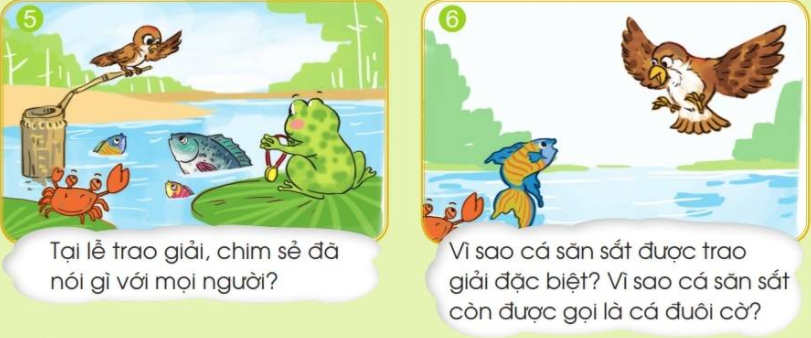 5
Tại lễ trao giải, chim sẻ đã
nói gì với mọi người?
6
Vì sao cá săn sắt được trao
giải đặc biệt? Vì sao cá săn sắt
còn được gọi là cá đuôi cờ?